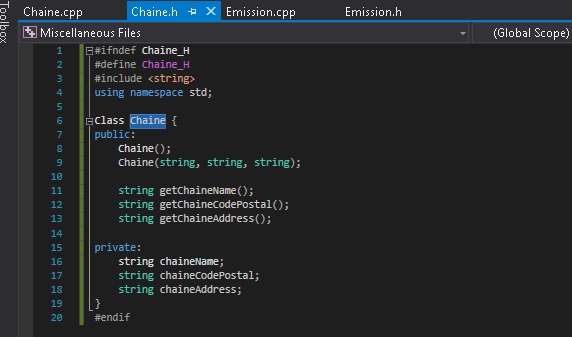 Toolbox
Chaine.cpp Chaine.h Emission.cpp Emission.h
Miscellaneous Files (Global Scope)
1 #ifndef Chaine_H
2 #define Chaine_H
3 #include <string>
4 using namespace std;
5
6 Class Chaine {
7 public:
8 Chaine();
9 Chaine(string, string, string);
10
11 string getChaineName();
12 string getChaineCodePostal();
13 string getChaineAddress();
14
15 private:
16 string chaineName;
17 string chaineCodePostal;
18 string chaineAddress;
19 }
20 #endif